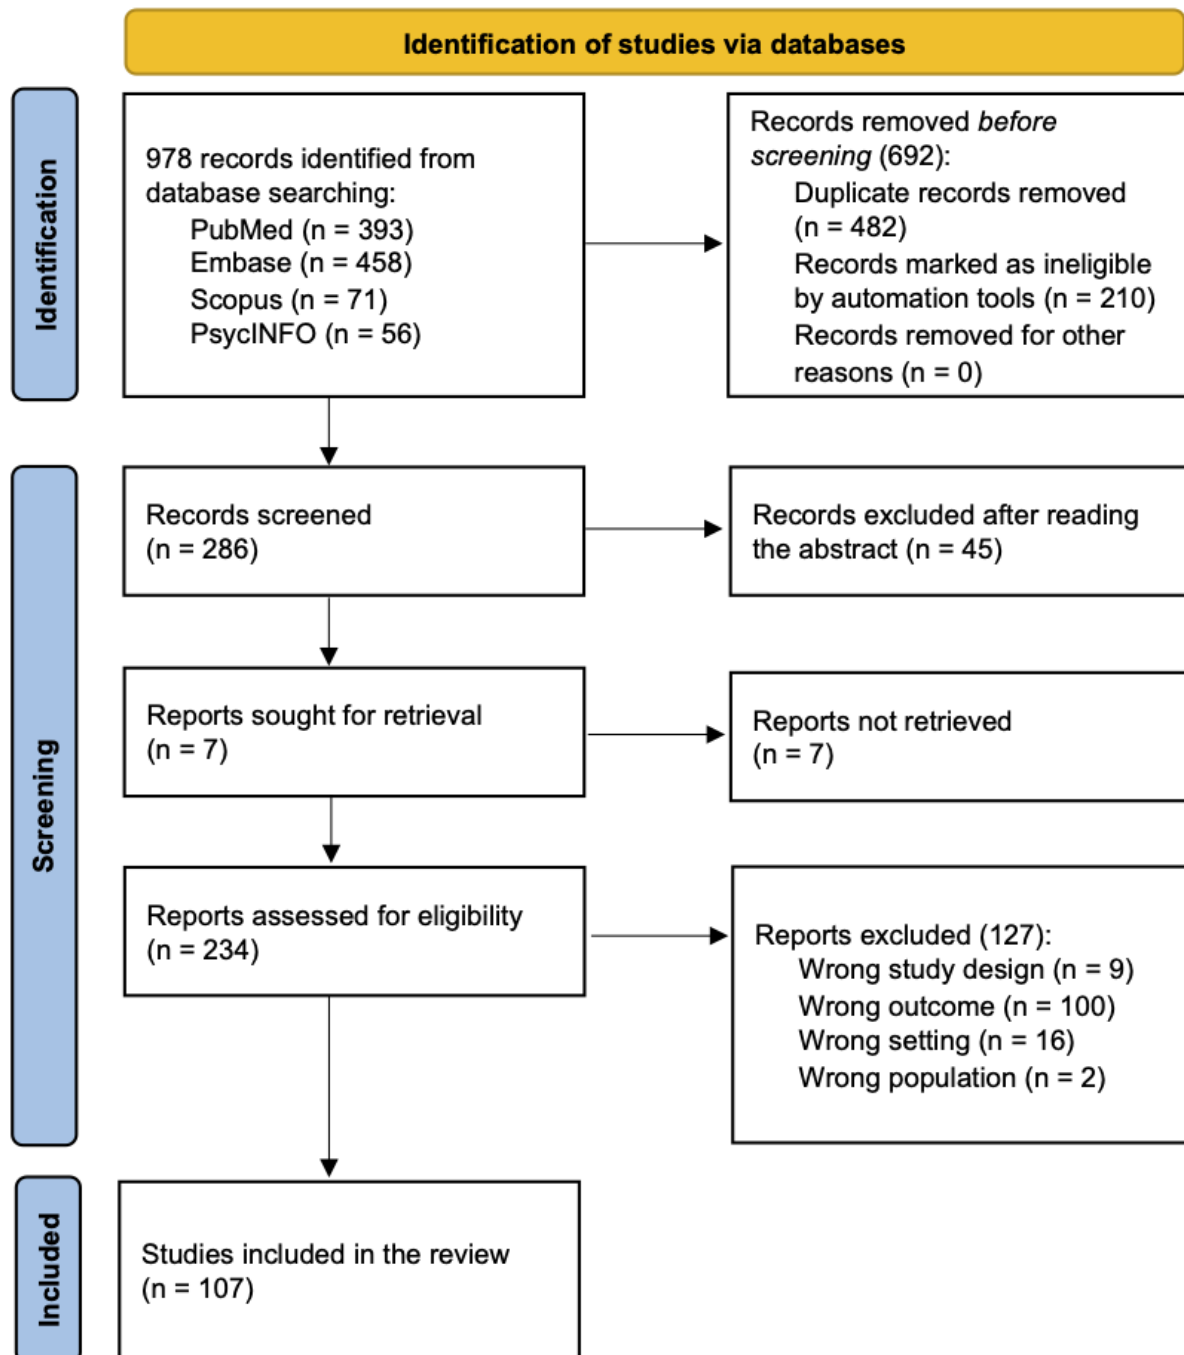 Identification of studies via databases
Identification
978 records identified from
database searching:
PubMed (n = 393)
Embase (n = 458)
Scopus (n = 71)
PsycINFO (n = 56)
Records removed before
screening (692):
Duplicate records removed
(n = 482)
Records marked as ineligible
by automation tools (n = 210)
Records removed for other
reasons (n = 0)
Screening
Records screened
(n = 286)
Records excluded after reading
the abstract (n = 45)
Reports sought for retrieval
(n = 7)
Reports not retrieved
(n = 7)
Reports assessed for eligibility
(n = 234)
Reports excluded (127):
Wrong study design (n = 9)
Wrong outcome (n = 100)
Wrong setting (n = 16)
Wrong population (n = 2)
Included
Studies included in the review
(n = 107)